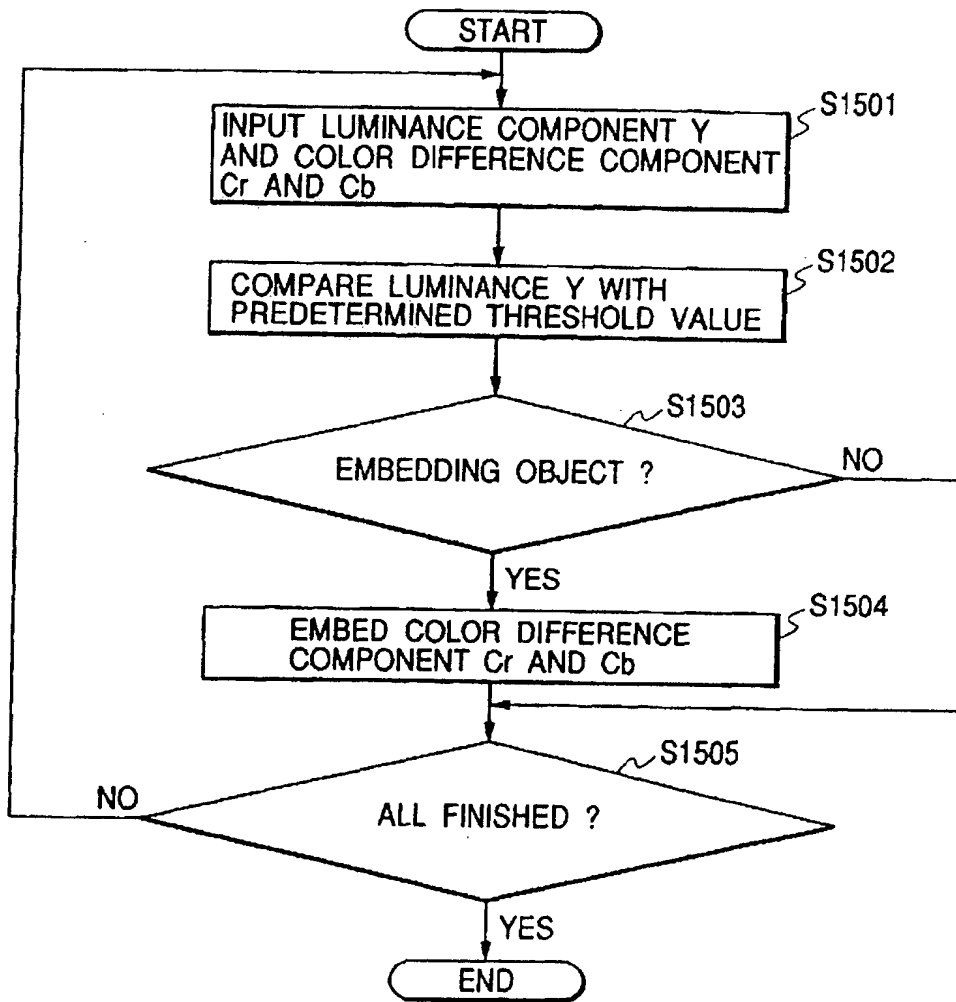 START
S1501
INPUT LUMINANCE COMPONENT Y
AND COLOR DIFFERENCE COMPONENT
Cr AND Cb
S1502
COMPARE LUMINANCE Y WITH
PREDETERMINED THRESHOLD VALUE
S1503
EMBEDDING OBJECT ?
NO
YES
S1504
EMBED COLOR DIFFERENCE
COMPONENT Cr AND Cb
S1505
NO
ALL FINISHED ?
YES
END